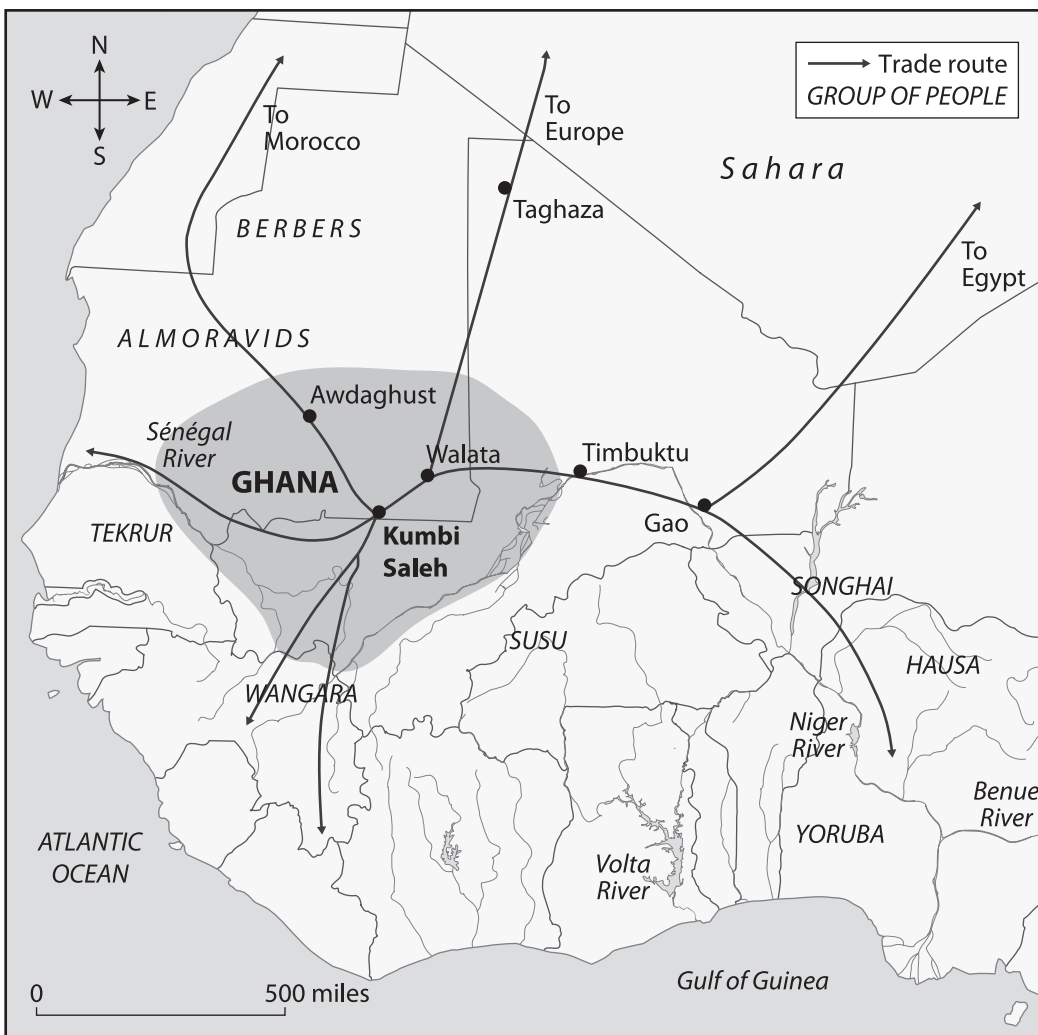 N
W
E
S
Trade route
GROUP OF PEOPLE
To
Morocco
To
Europe
Sahara
Taghaza
BERBERS
To
Egypt
ALMORAVIDS
Awdaghust
Sénégal
River
Walata
Timbuktu
GHANA
Gao
TEKRUR
Kumbi
Saleh
SONGHAI
SUSU
HAUSA
WANGARA
Niger
River
Benue
River
ATLANTIC
OCEAN
Volta
River
YORUBA
Gulf of Guinea
0
500 miles